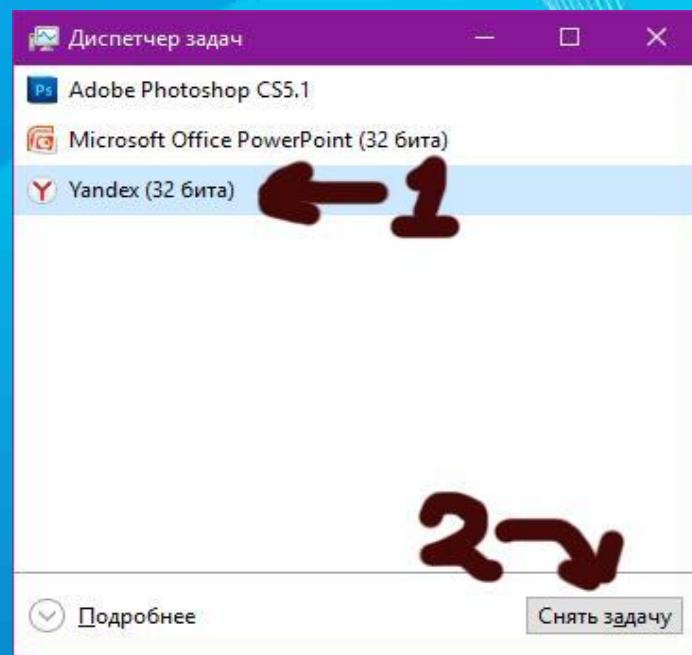 Диспетчер задач
Ps Adobe Photoshop CS5.1
Microsoft Office PowerPoint (32 бита)
Y Yandex (32 бита) 1
2
Подробнее Снять задачу